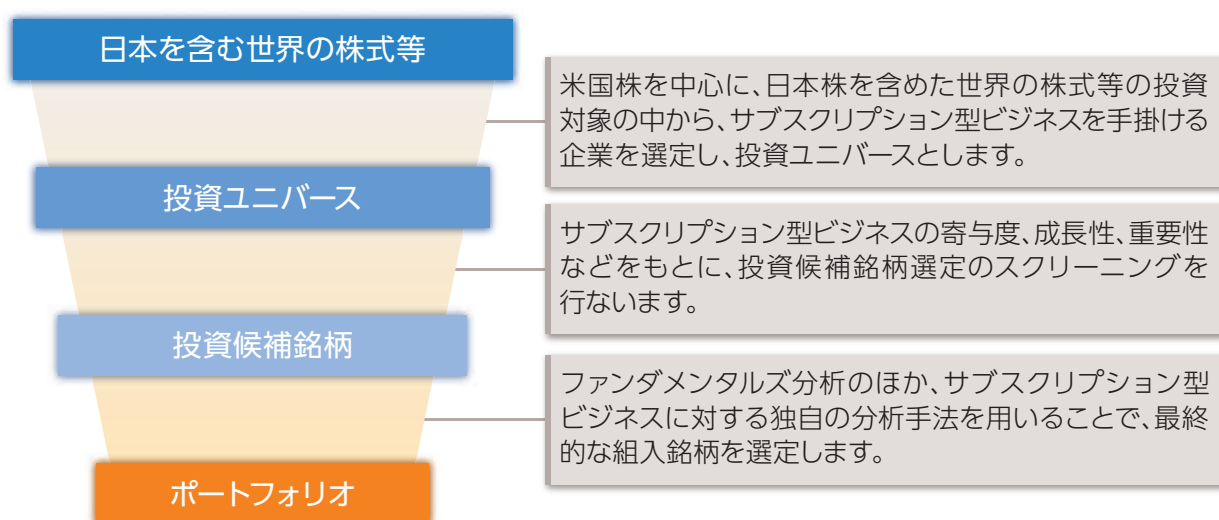 日本を含む世界の株式等
米国株を中心に、日本株を含めた世界の株式等の投資
対象の中から、サブスクリプション型ビジネスを手掛ける
企業を選定し、投資ユニバースとします。
投資ユニバース
サブスクリプション型ビジネスの寄与度、成長性、重要性
などをもとに、投資候補銘柄選定のスクリーニングを
行ないます。
投資候補銘柄
ファンダメンタルズ分析のほか、サブスクリプション型
ビジネスに対する独自の分析手法を用いることで、最終
的な組入銘柄を選定します。
ポートフォリオ